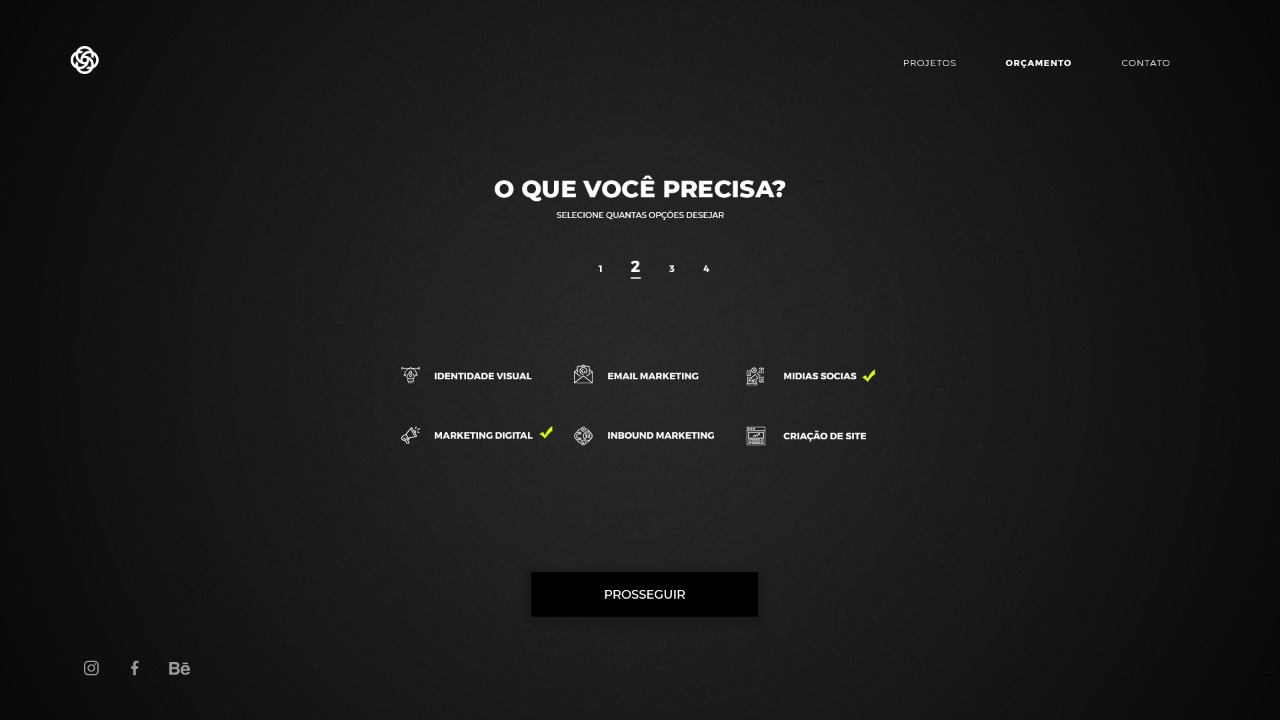 PROJETOS ORÇAMENTO CONTATO
O QUE VOCÊ PRECISA?
SELECIONE QUANTAS OPÇÕES DESEJAR
1 2 3 4
IDENTIDADE VISUAL EMAIL MARKETING MIDIAS SOCIAS
MARKETING DIGITAL INBOUND MARKETING CRIAÇÃO DE SITE
PROSSEGUIR
Bē